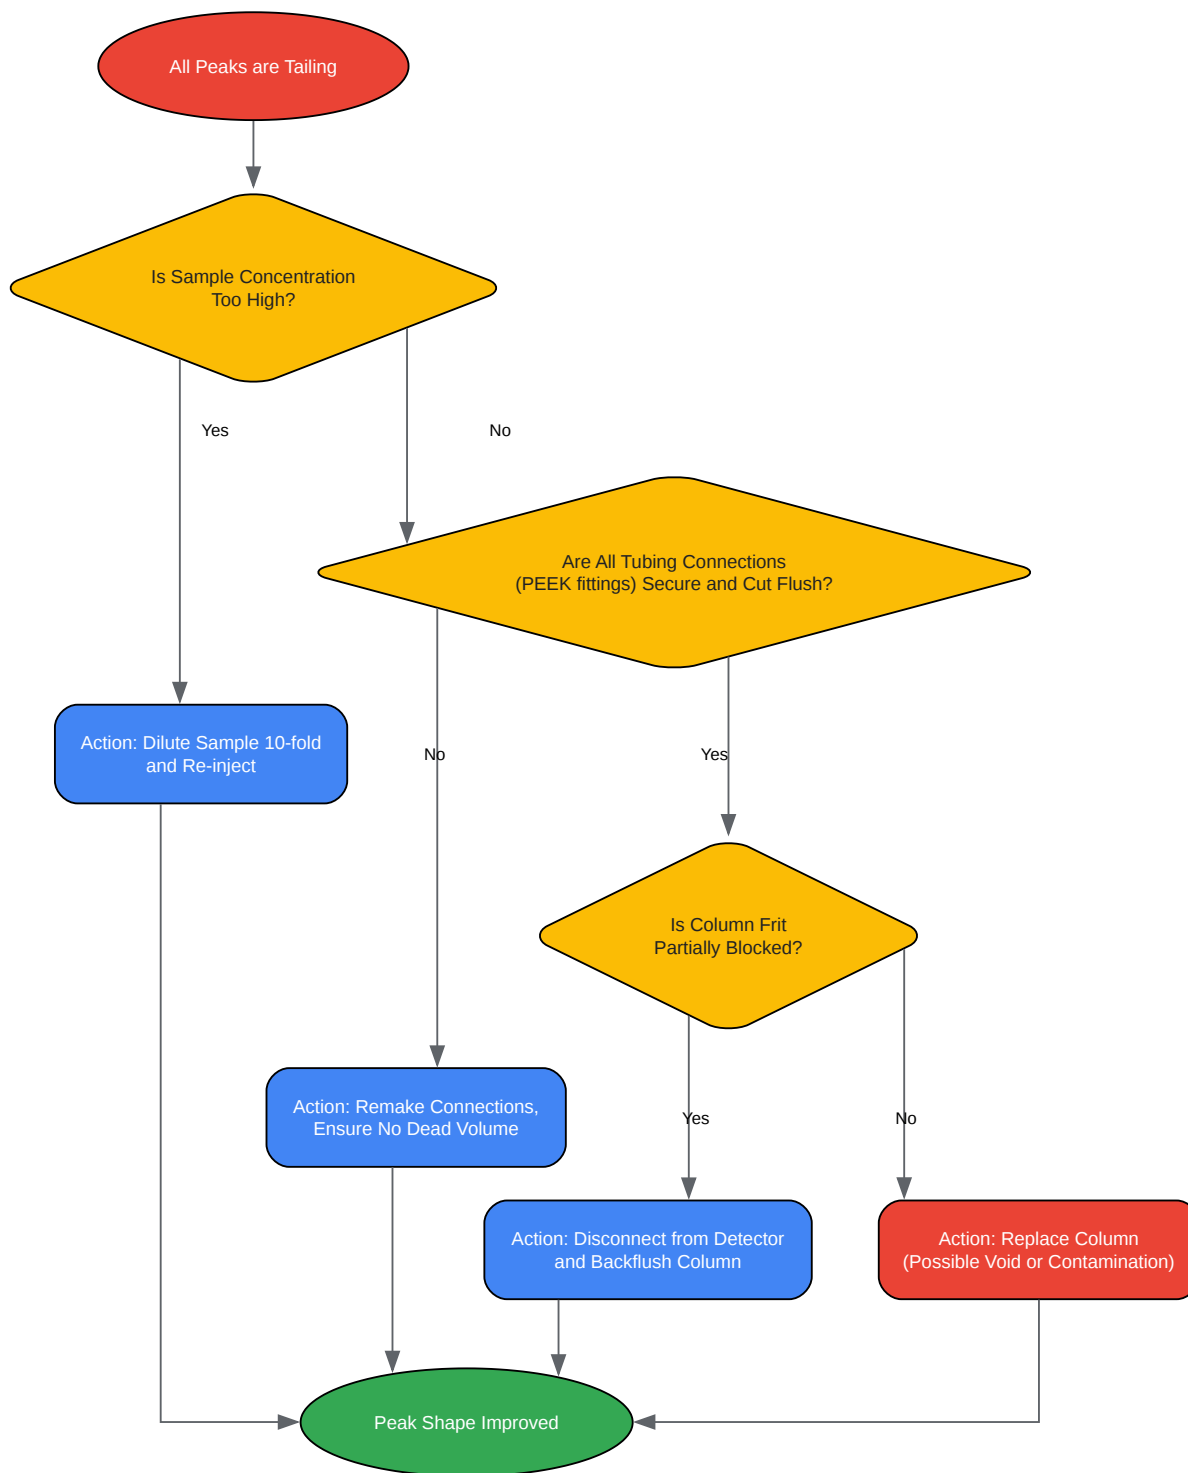 All Peaks are Tailing
Is Sample Concentration
Too High?
Yes
No
Are All Tubing Connections
(PEEK fittings) Secure and Cut Flush?
Action: Dilute Sample 10-fold
and Re-inject
No
Yes
Is Column Frit
Partially Blocked?
Action: Remake Connections,
Ensure No Dead Volume
Yes
No
Action: Disconnect from Detector
and Backflush Column
Action: Replace Column
(Possible Void or Contamination)
Peak Shape Improved